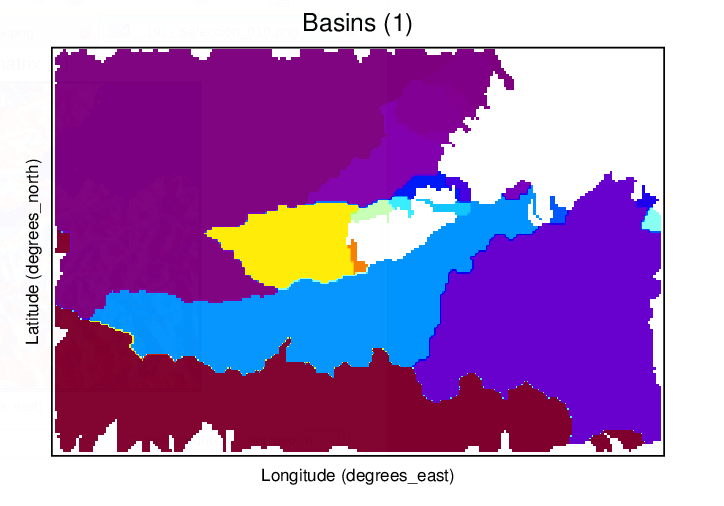 Basins (1)
Latitude (degrees_north)
Longitude (degrees_east)